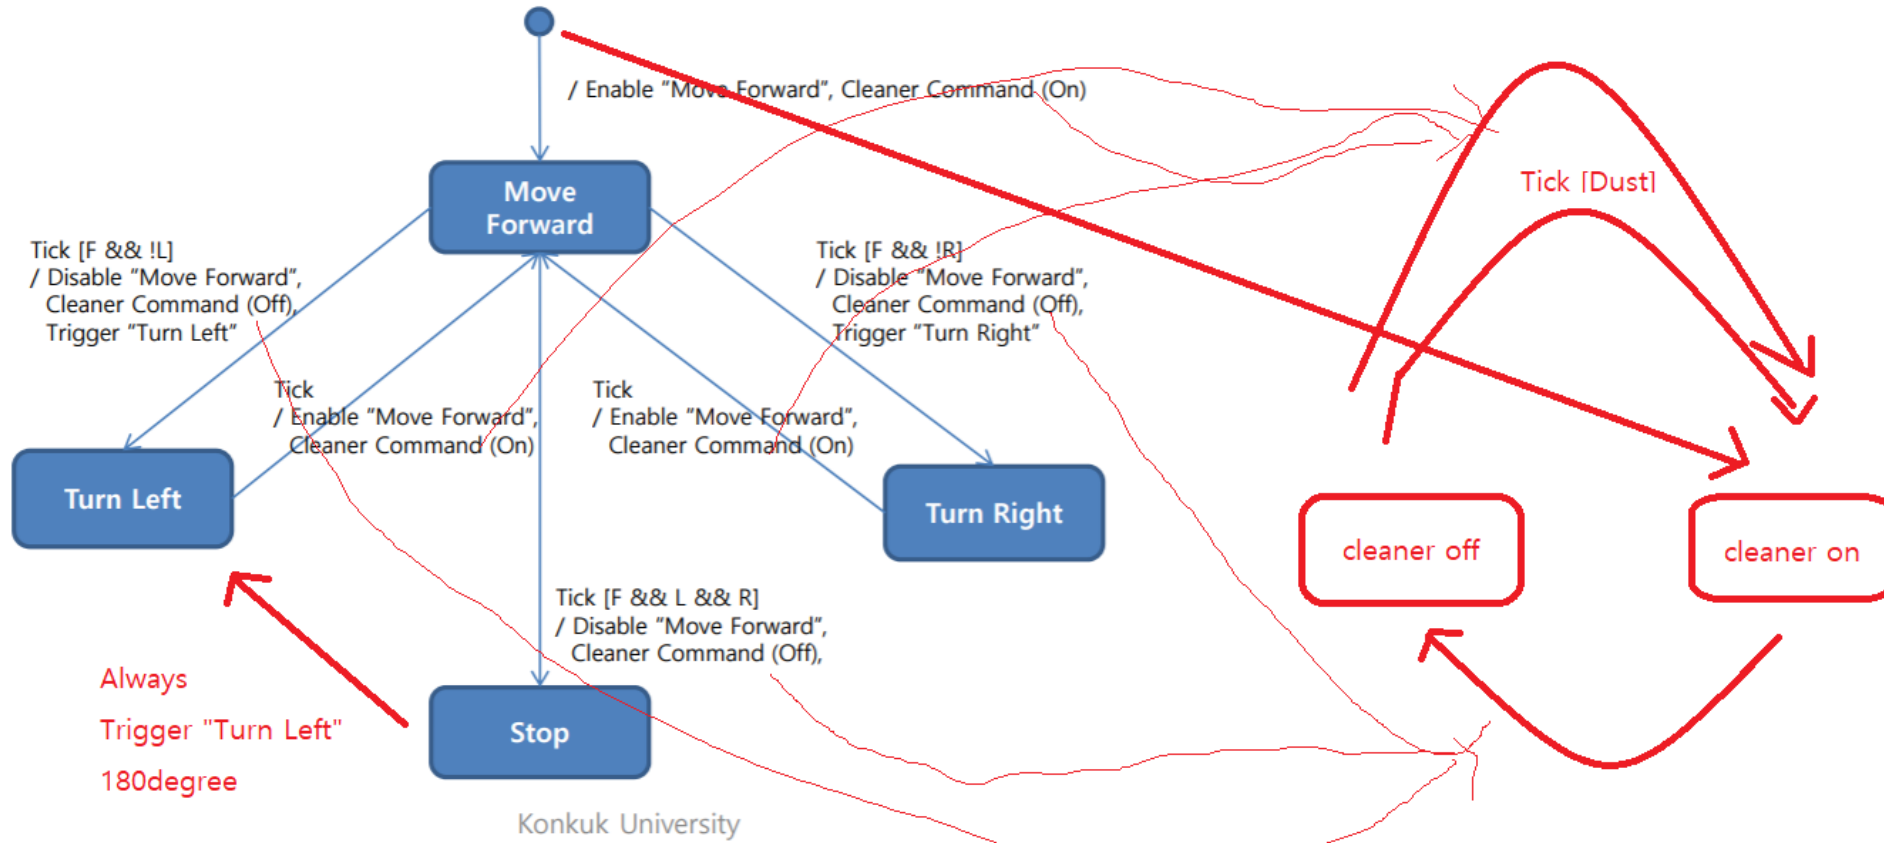 / Enable "Move Forward", Cleaner Command (On)
Move
Forward
Tick [Dust]
Tick [F && !L]
/ Disable "Move Forward",
Cleaner Command (Off),
Trigger "Turn Left"
Tick [F && !R]
/ Disable "Move Forward",
Cleaner Command (Off),
Trigger "Turn Right"
Tick
/ Enable "Move Forward",
Cleaner Command (On)
Tick
/ Enable "Move Forward",
Cleaner Command (On)
Turn Left
Turn Right
cleaner off
cleaner on
Tick [F && L && R]
/ Disable "Move Forward",
Cleaner Command (Off),
Always
Trigger "Turn Left"
180degree
Stop
Konkuk University